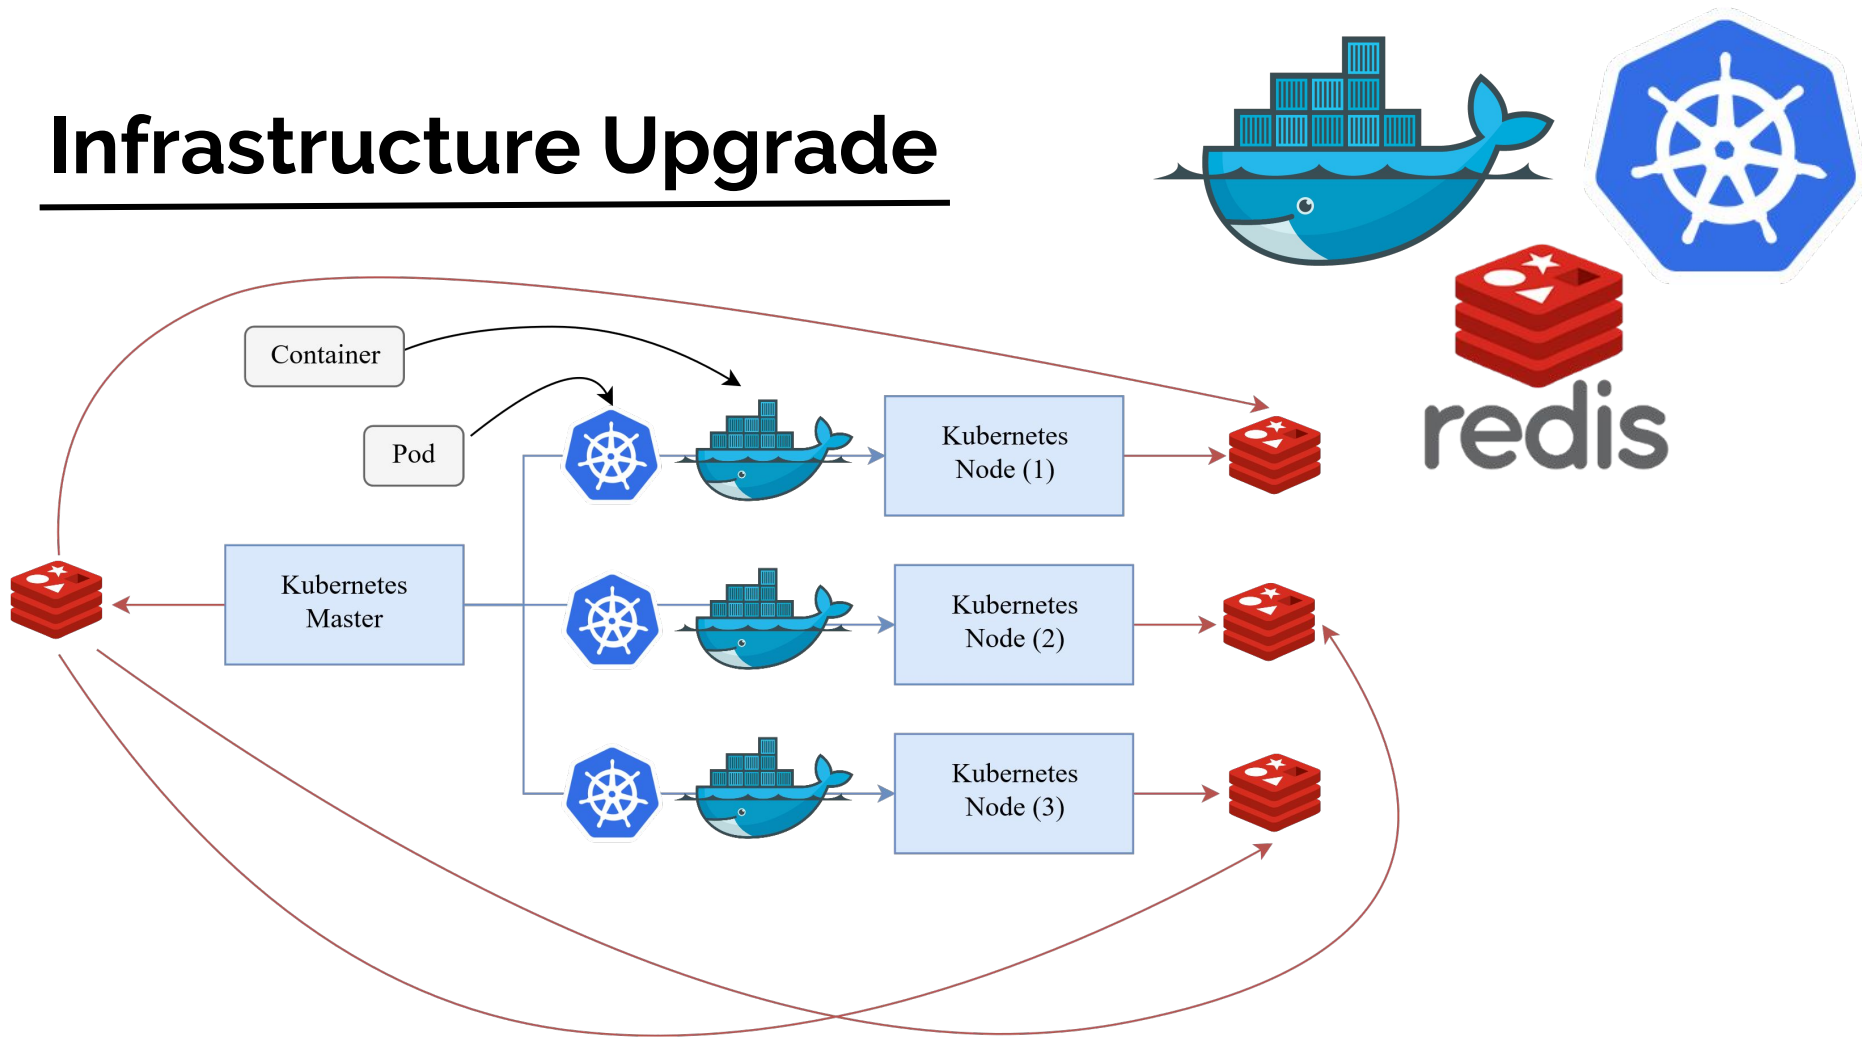 Infrastructure Upgrade
redis
Container
Pod
Kubernetes
Node (1)
Kubernetes
Master
Kubernetes
Node (2)
Kubernetes
Node (3)